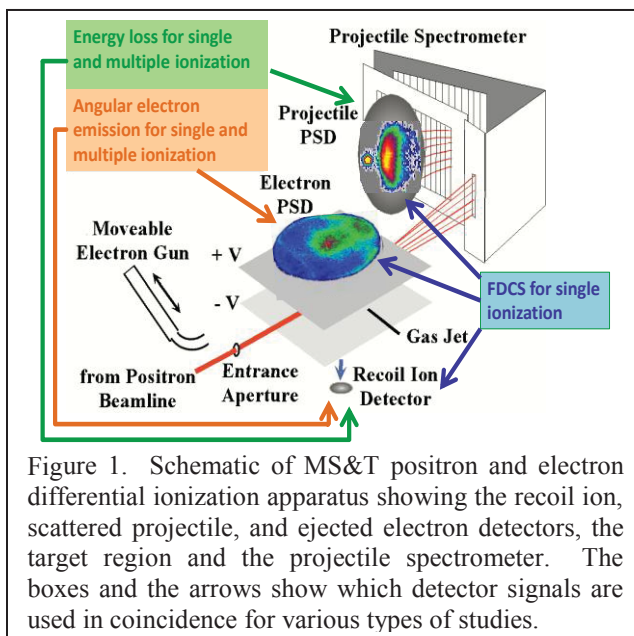 Energy loss for single
and multiple ionization
Projectile Spectrometer
Angular electron
emission for single and
multiple ionization
Projectile
PSD
Electron
PSD
Moveable
Electron Gun
+ V
- V
FDCS for single
ionization
Gas Jet
from Positron
Beamline
Entrance
Aperture
Recoil Ion
Detector
Figure 1. Schematic of MS&T positron and electron
differential ionization apparatus showing the recoil ion,
scattered projectile, and ejected electron detectors, the
target region and the projectile spectrometer. The
boxes and the arrows show which detector signals are
used in coincidence for various types of studies.